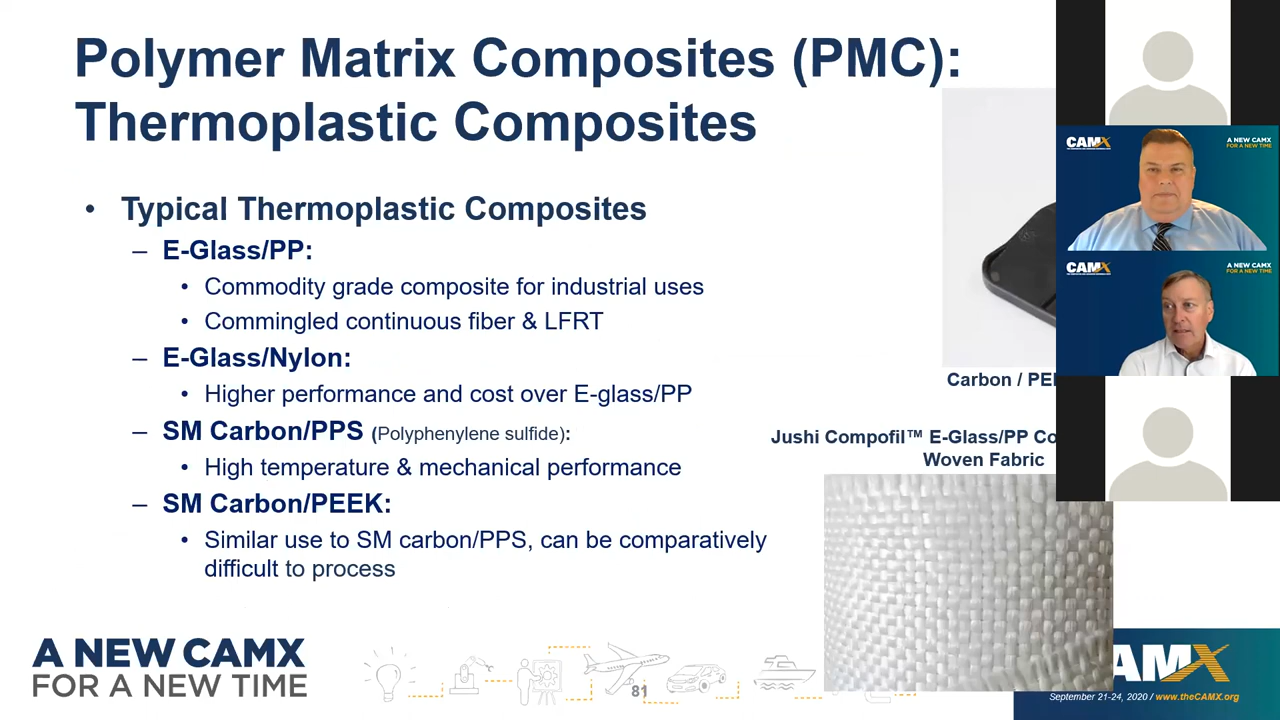 Polymer Matrix Composites (PMC):
Thermoplastic Composites
• Typical Thermoplastic Composites
– E-Glass/PP:
• Commodity grade composite for industrial uses
• Commingled continuous fiber & LFRT
– E-Glass/Nylon:
• Higher performance and cost over E-glass/PP
– SM Carbon/PPS (Polyphenylene sulfide):
• High temperature & mechanical performance
– SM Carbon/PEEK:
• Similar use to SM carbon/PPS, can be comparatively
difficult to process
Carbon /
Jushi Compofil™ E-Glass/PP
Woven Fabric
CAMX
A NEW CAMX
FOR A NEW TIME
CAMX
A NEW CAMX
FOR A NEW TIME
A NEW CAMX
FOR A NEW TIME
81
AMX
September 21-24, 2020 / www.theCAMX.org